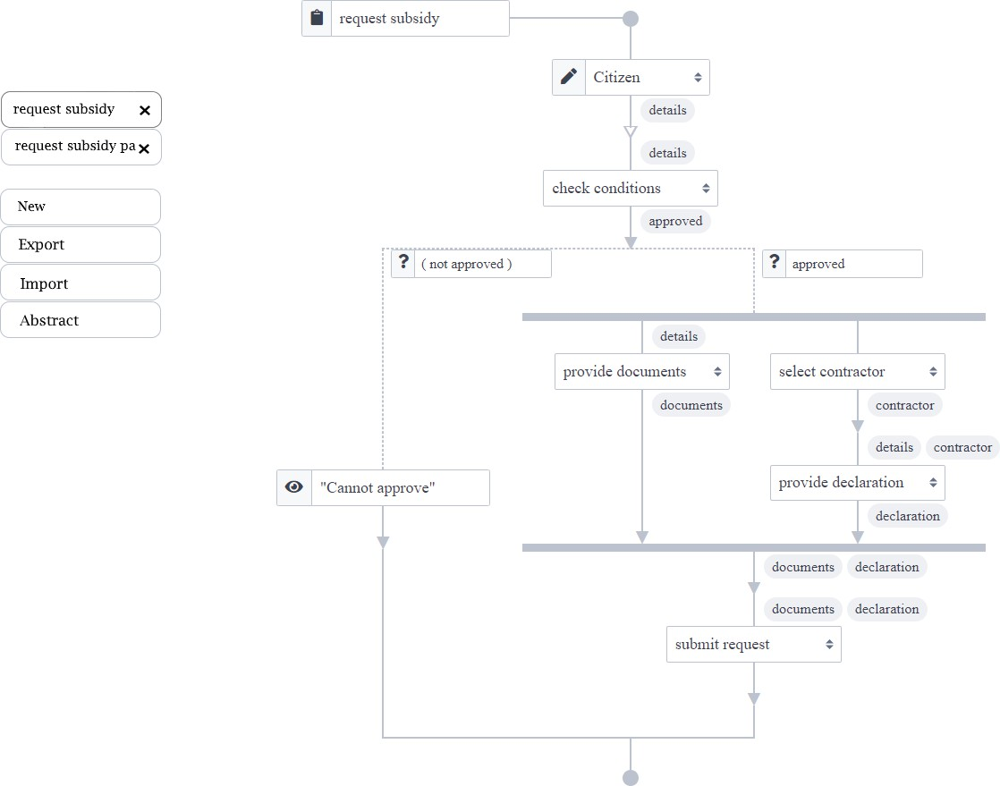 request subsidy
Citizen
request subsidy
details
request subsidy pa
details
check conditions
New
approved
Export
? ( not approved )
? approved
Import
Abstract
details
provide documents
select contractor
documents
contractor
details contractor
provide declaration
"Cannot approve"
declaration
documents declaration
documents declaration
submit request